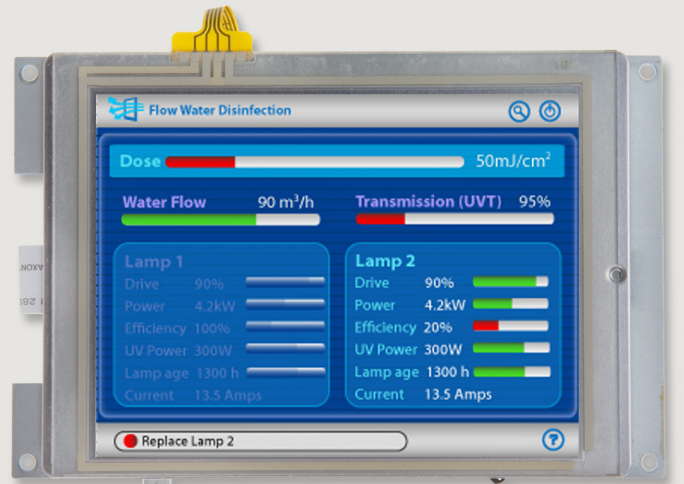 Flow Water Disinfection
Dose 50mJ/cm²
Water Flow 90 m³/h
Transmission (UVT) 95%
Lamp 1
Drive 90%
Power 4.2kW
Efficiency 100%
UV Power 300W
Lamp age 1300 h
Current 13.5 Amps
Lamp 2
Drive 90%
Power 4.2kW
Efficiency 20%
UV Power 300W
Lamp age 1300 h
Current 13.5 Amps
Replace Lamp 2
?